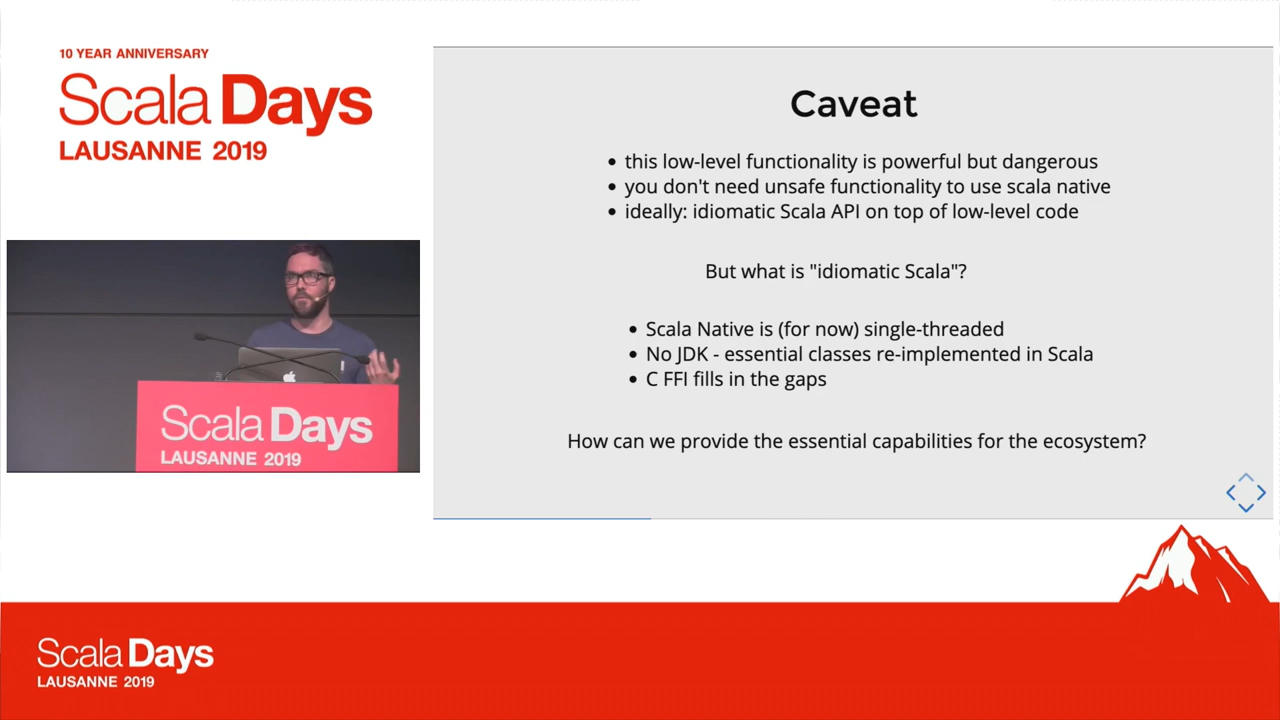 10 YEAR ANNIVERSARY
Scala Days
LAUSANNE 2019
Caveat
• this low-level functionality is powerful but dangerous
• you don't need unsafe functionality to use scala native
• ideally: idiomatic Scala API on top of low-level code
But what is "idiomatic Scala"?
• Scala Native is (for now) single-threaded
• No JDK - essential classes re-implemented in Scala
• C FFI fills in the gaps
How can we provide the essential capabilities for the ecosystem?
Scala Days
LAUSANNE 2019
Scala Days
LAUSANNE 2019